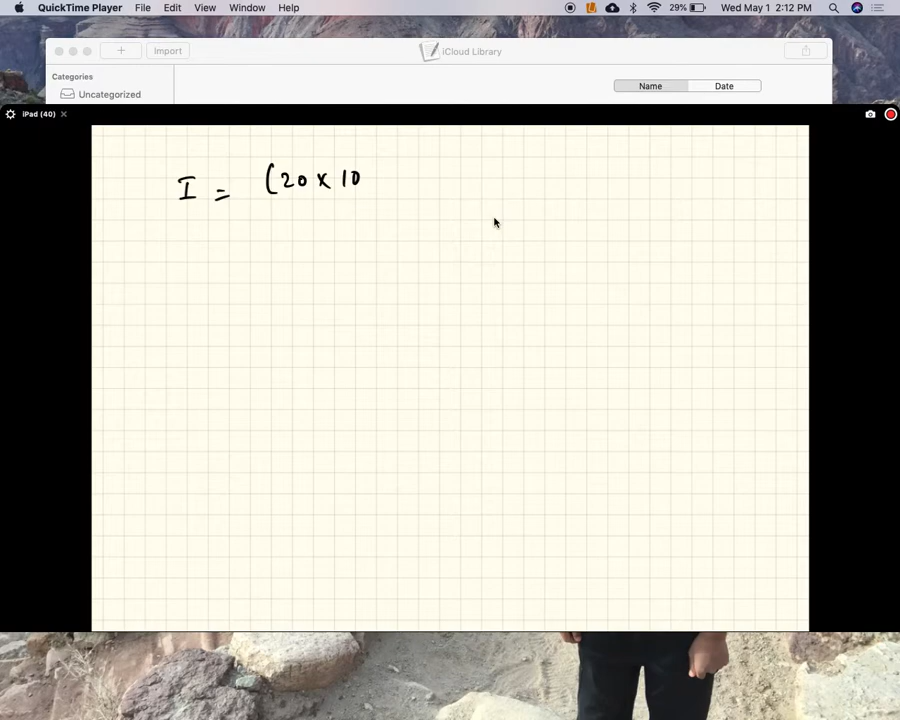 QuickTime Player File Edit View Window Help 29% Wed May 1 2:12 PM
+ Import iCloud Library
Categories
Name Date
Uncategorized
iPad (40)
I = (20 × 10